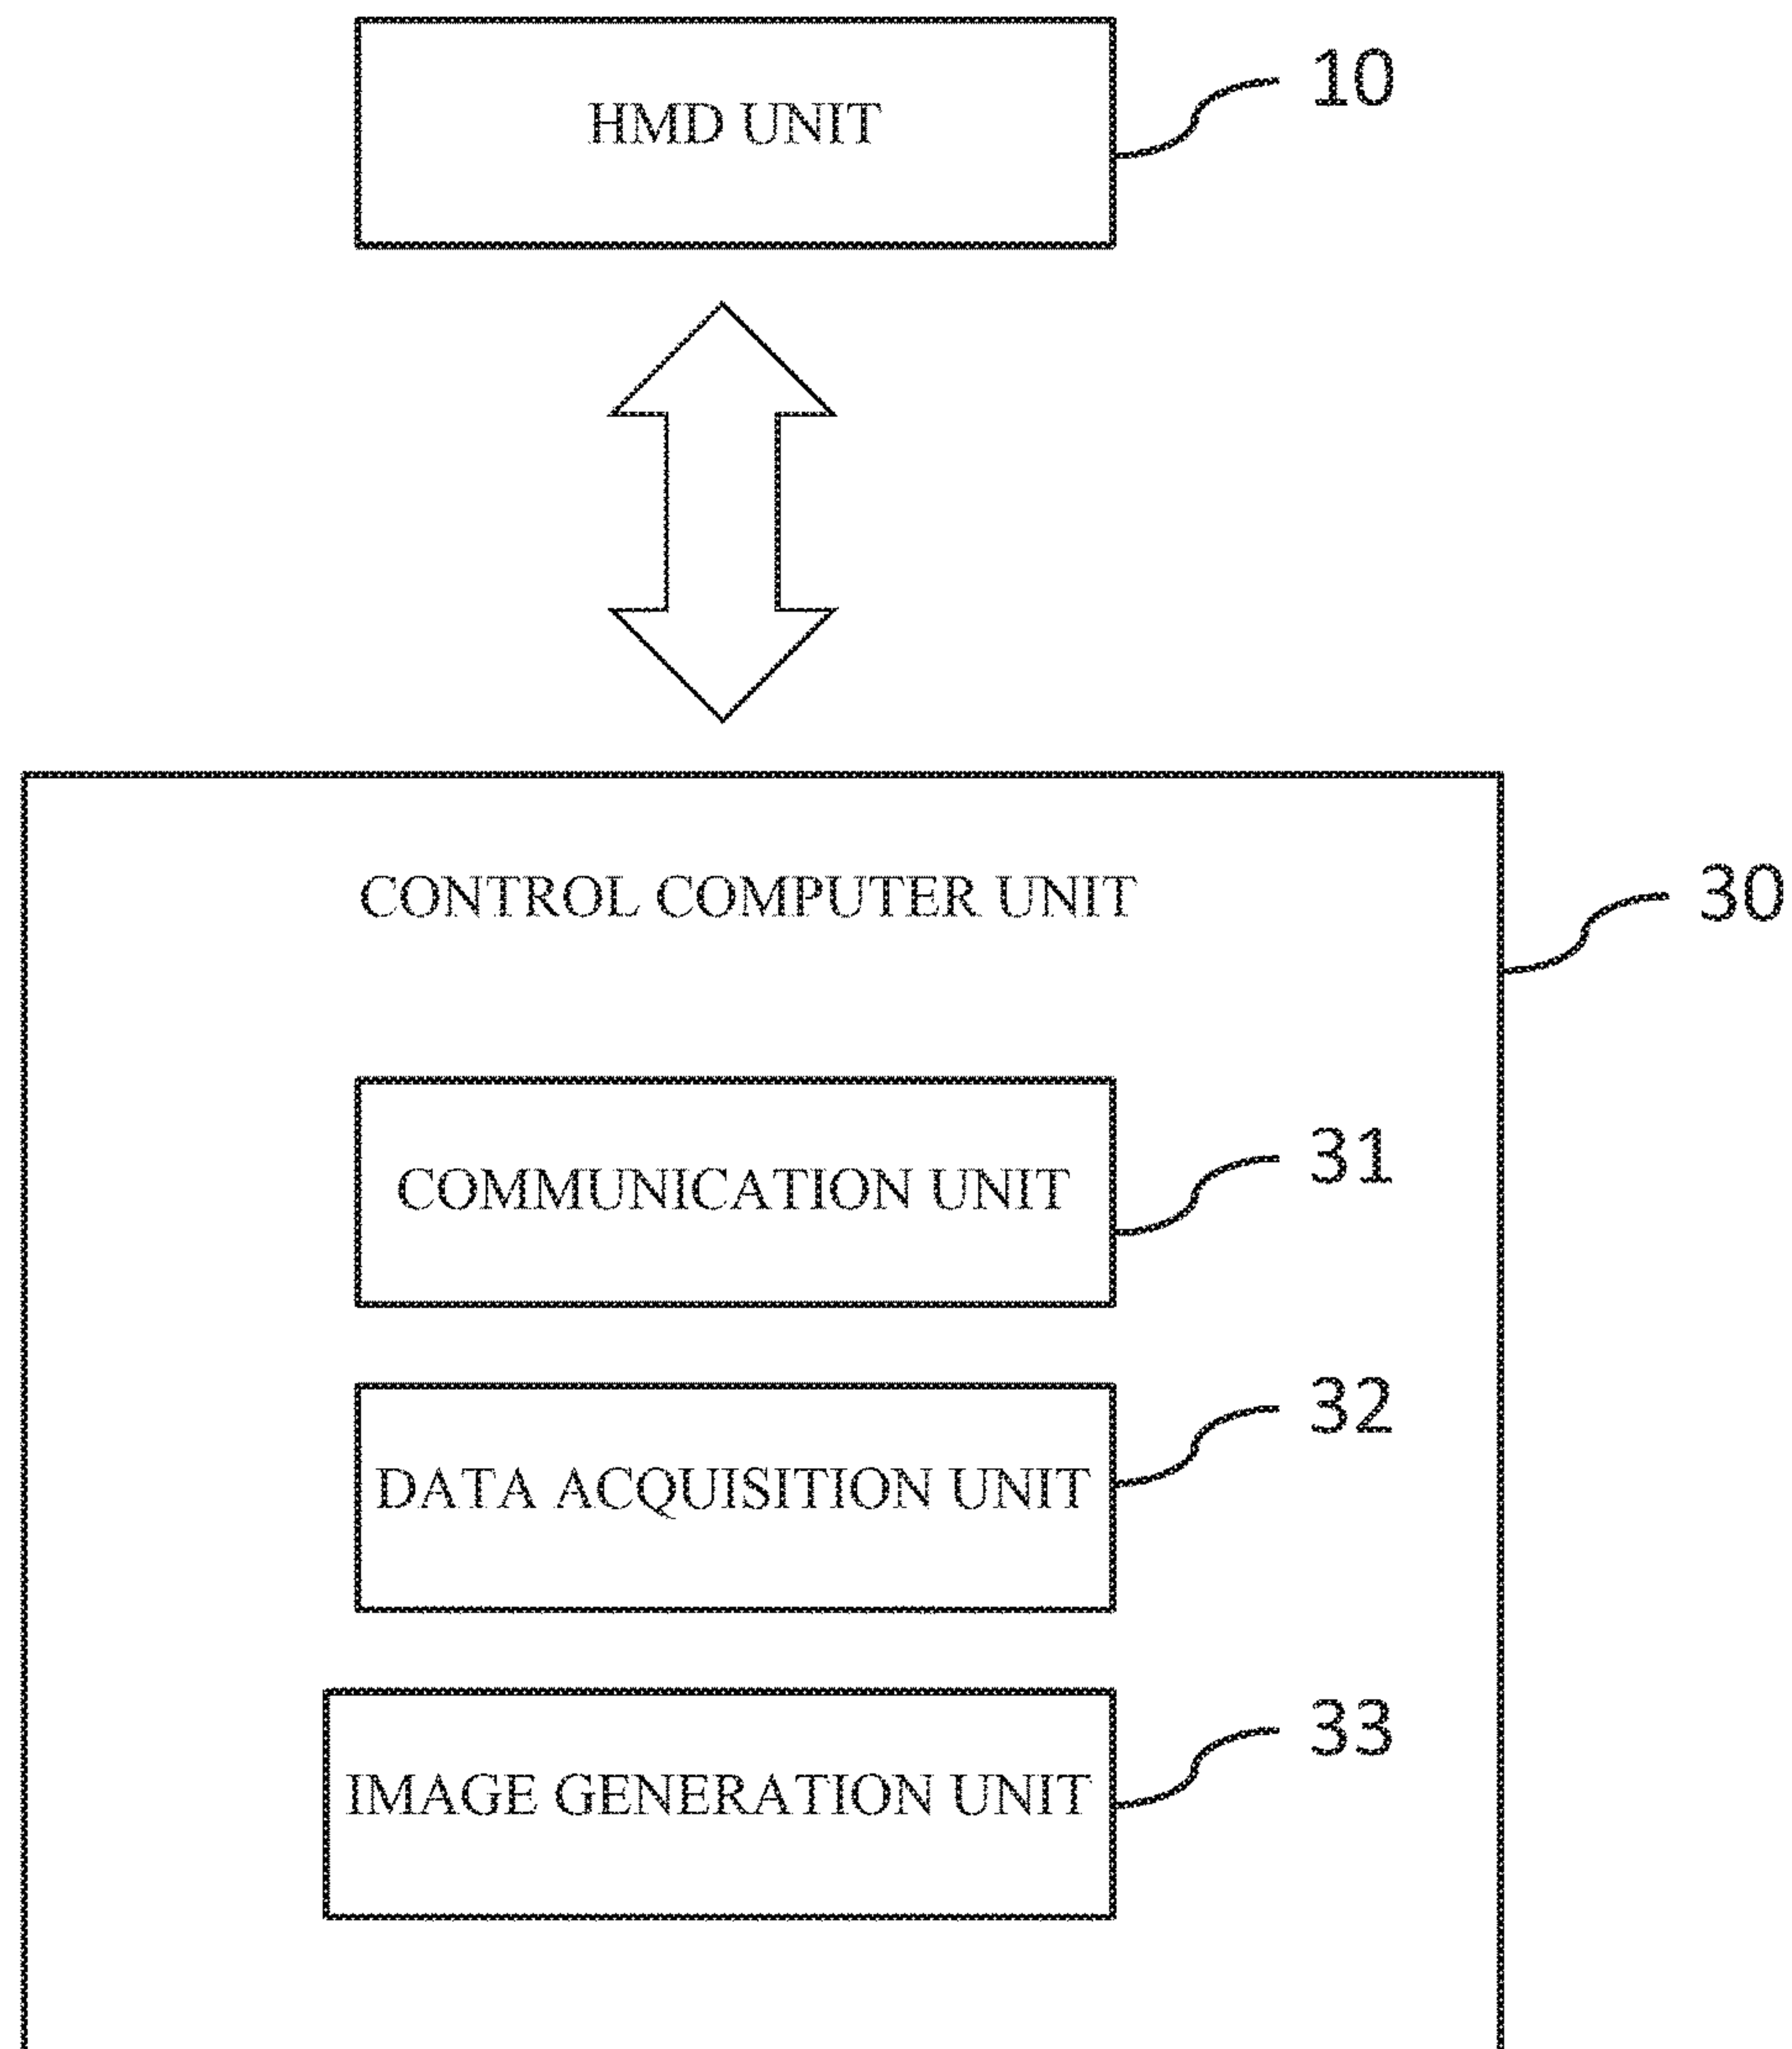 HMD UNIT
10
CONTROL COMPUTER UNIT
30
COMMUNICATION UNIT
31
DATA ACQUISITION UNIT
32
IMAGE GENERATION UNIT
33